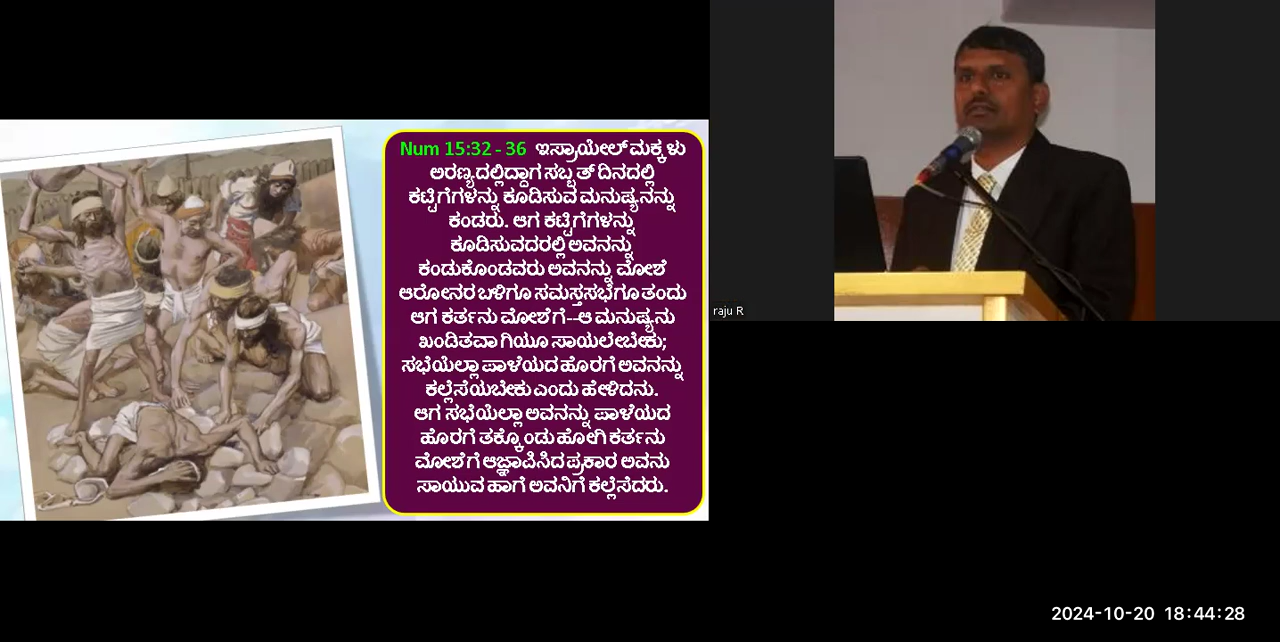 Num 15:32 - 36 ಇಸ್ರಾಯೇಲ್ ಮಕ್ಕಳು
ಅರಣ್ಯದಲ್ಲಿದ್ದಾಗ ಸಬ್ಬತ್ ದಿನದಲ್ಲಿ
ಕಟ್ಟಿಗೆಗಳನ್ನು ಕೂಡಿಸುವ ಮನುಷ್ಯನನ್ನು
ಕಂಡರು. ಆಗ ಕಟ್ಟಿಗೆಗಳನ್ನು
ಕೂಡಿಸುವದರಲ್ಲಿ ಅವನನ್ನು
ಕಂಡುಕೊಂಡವರು ಅವನನ್ನು ಮೋಶೆ
ಆರೋನರ ಬಳಿಗೂ ಸಮಸ್ತಸಭೆಗೂ ತಂದು
ಆಗ ಕರ್ತನು ಮೋಶೆಗೆ--ಆ ಮನುಷ್ಯನು
ಖಂಡಿತವಾಗಿಯೂ ಸಾಯಲೇಬೇಕು;
ಸಭೆಯೆಲ್ಲಾ ಪಾಳೆಯದ ಹೊರಗೆ ಅವನನ್ನು
ಕಲ್ಲೆಸೆಯಬೇಕು ಎಂದು ಹೇಳಿದನು.
ಆಗ ಸಭೆಯೆಲ್ಲಾ ಅವನನ್ನು ಪಾಳೆಯದ
ಹೊರಗೆ ತಕ್ಕೊಂಡು ಹೋಗಿ ಕರ್ತನು
ಮೋಶೆಗೆ ಆಜ್ಞಾಪಿಸಿದ ಪ್ರಕಾರ ಅವನು
ಸಾಯುವ ಹಾಗೆ ಅವನಿಗೆ ಕಲ್ಲೆಸೆದರು.
raju R
2024-10-20 18:44:28